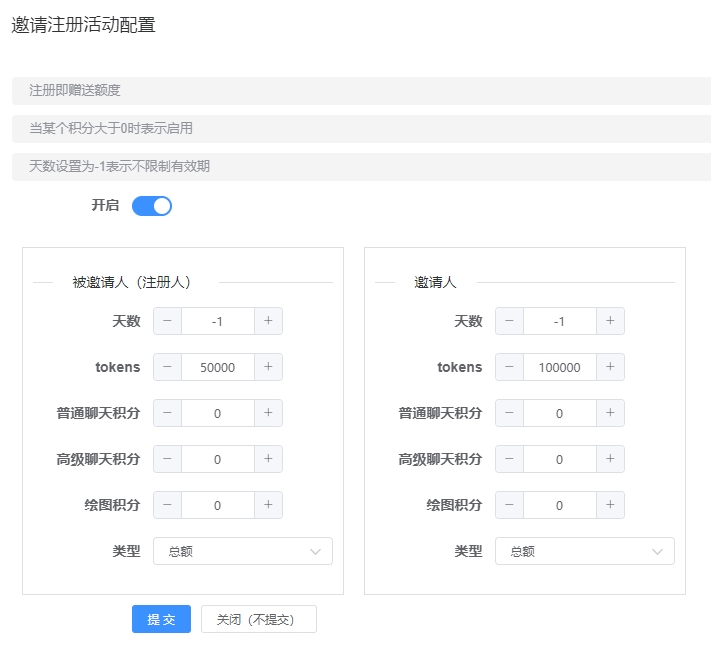 邀请注册活动配置
注册即赠送额度
当某个积分大于0时表示启用
天数设置为-1表示不限制有效期
开启
被邀请人（注册人）
天数 - -1 +
tokens - 50000 +
普通聊天积分 - 0 +
高级聊天积分 - 0 +
绘图积分 - 0 +
类型 总额
邀请人
天数 - -1 +
tokens - 100000 +
普通聊天积分 - 0 +
高级聊天积分 - 0 +
绘图积分 - 0 +
类型 总额
提交 关闭（不提交）